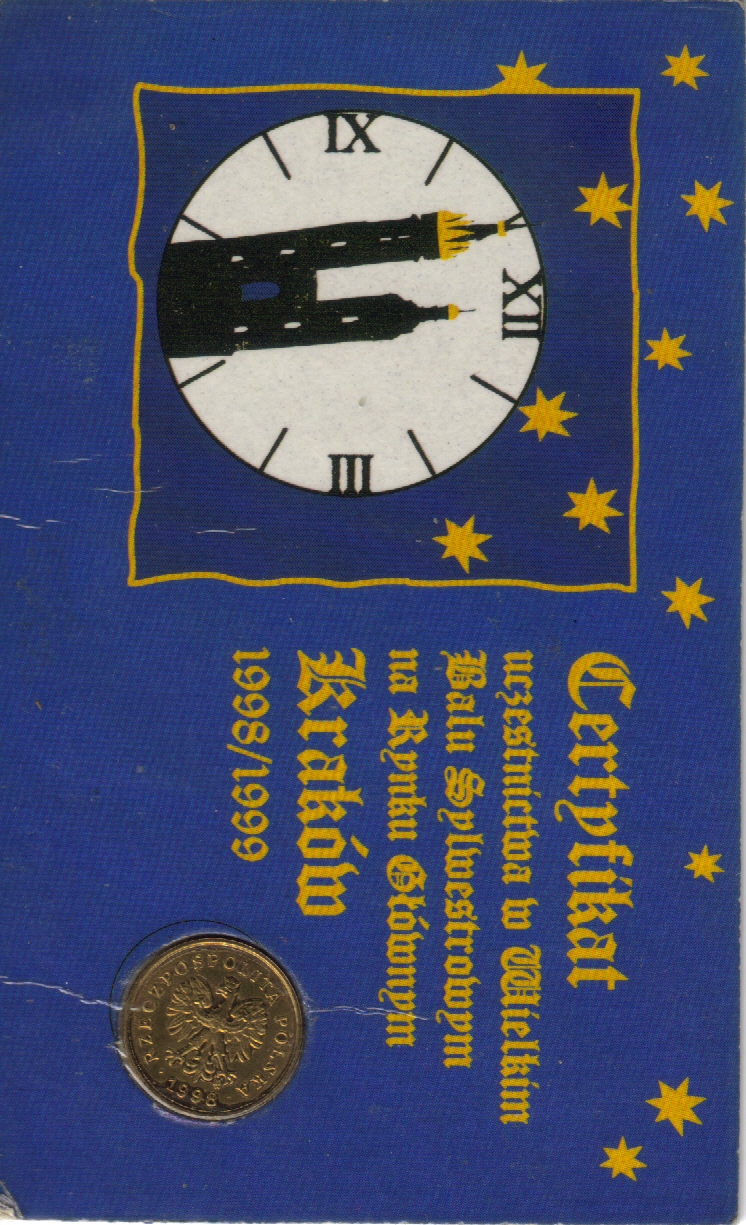 IX
XII
III
Certyfikat
uczestnictwa w Wielkim
Balu Sylwestrowym
na Rynku Głównym
Kraków
1998/1999
RZECZPOSPOLITA POLSKA
1998